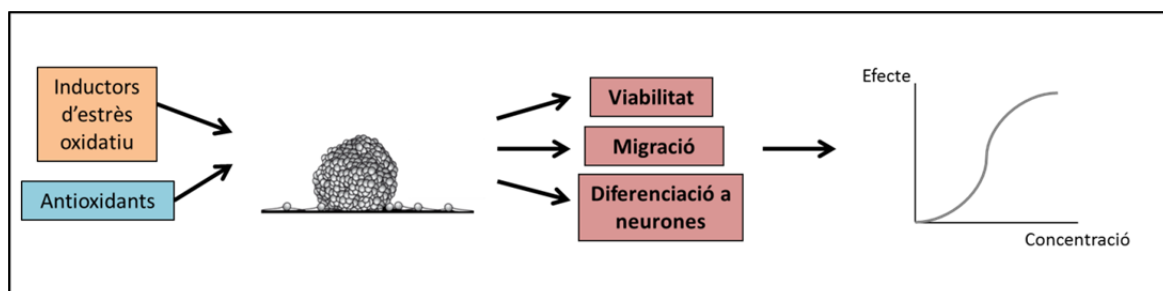 Inductors
d'estrès
oxidatiu
Antioxidants
Viabilitat
Migració
Diferenciació a
neurones
Efecte
Concentració